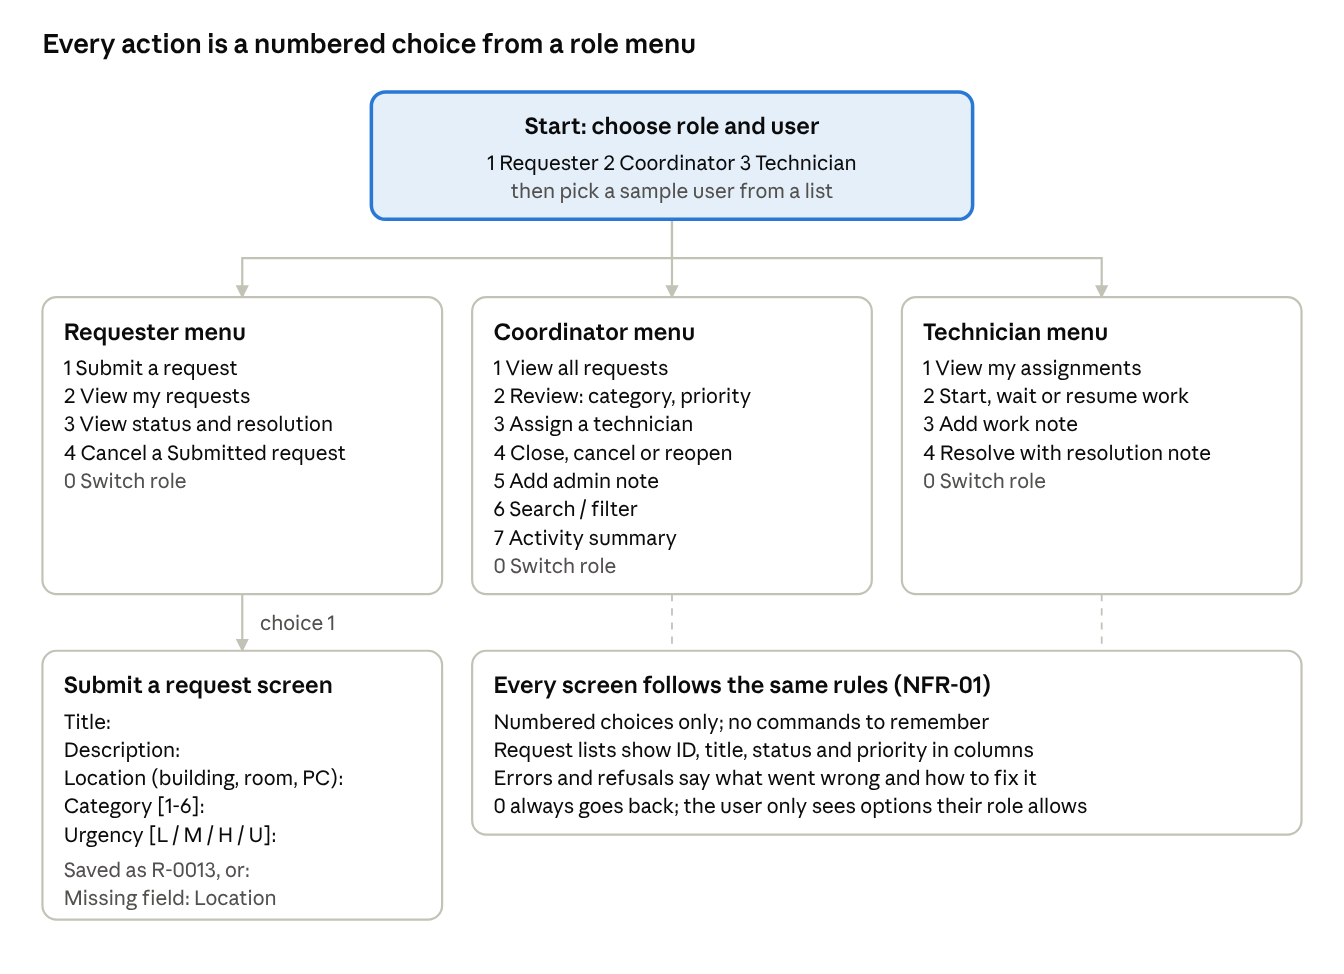 Every action is a numbered choice from a role menu
Start: choose role and user
1 Requester 2 Coordinator 3 Technician
then pick a sample user from a list
Requester menu
1 Submit a request
2 View my requests
3 View status and resolution
4 Cancel a Submitted request
0 Switch role
Coordinator menu
1 View all requests
2 Review: category, priority
3 Assign a technician
4 Close, cancel or reopen
5 Add admin note
6 Search / filter
7 Activity summary
0 Switch role
Technician menu
1 View my assignments
2 Start, wait or resume work
3 Add work note
4 Resolve with resolution note
0 Switch role
choice 1
Submit a request screen
Title:
Description:
Location (building, room, PC):
Category [1-6]:
Urgency [L / M / H / U]:
Saved as R-0013, or:
Missing field: Location
Every screen follows the same rules (NFR-01)
Numbered choices only; no commands to remember
Request lists show ID, title, status and priority in columns
Errors and refusals say what went wrong and how to fix it
0 always goes back; the user only sees options their role allows